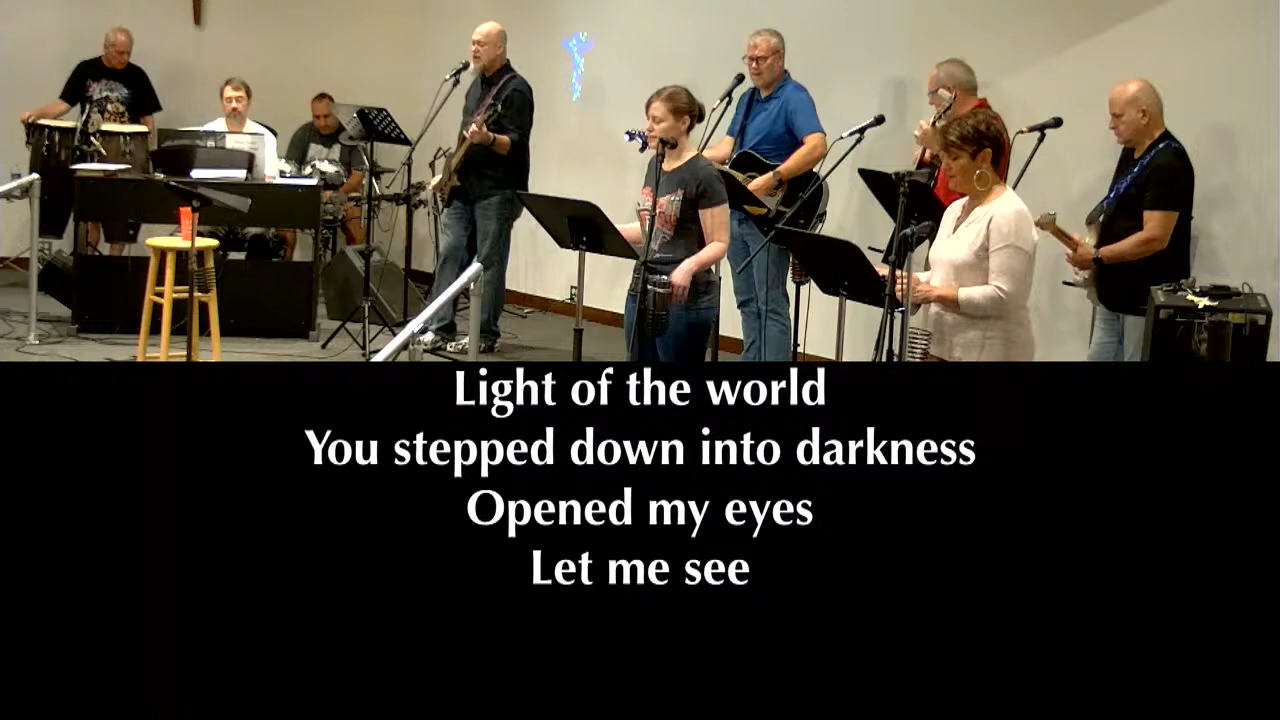 Light of the world
You stepped down into darkness
Opened my eyes
Let me see